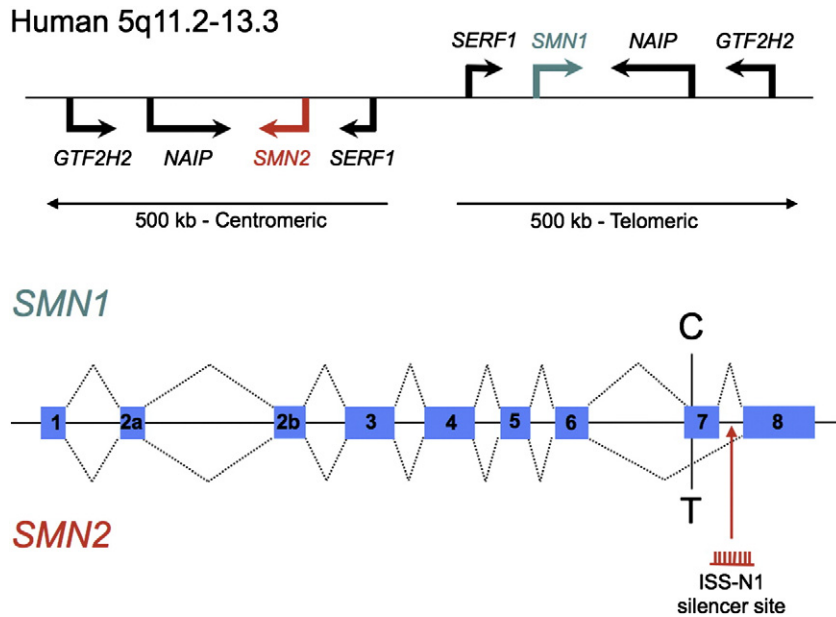 Human 5q11.2-13.3
SERF1 SMN1 NAIP GTF2H2
GTF2H2 NAIP SMN2 SERF1
500 kb - Centromeric 500 kb - Telomeric
SMN1
C
1 2a 2b 3 4 5 6 7 8
T
SMN2
ISS-N1
silencer site